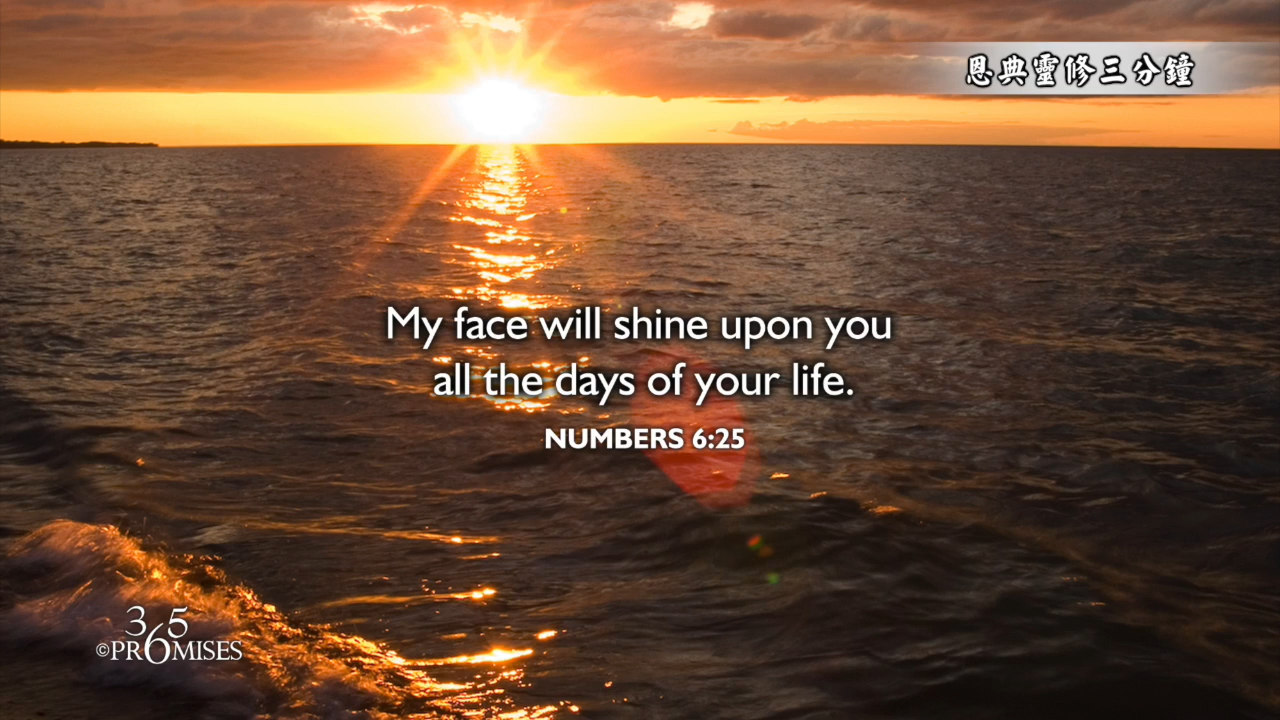 恩典靈修三分鐘
My face will shine upon you
all the days of your life.
NUMBERS 6:25
365
©PROMISES